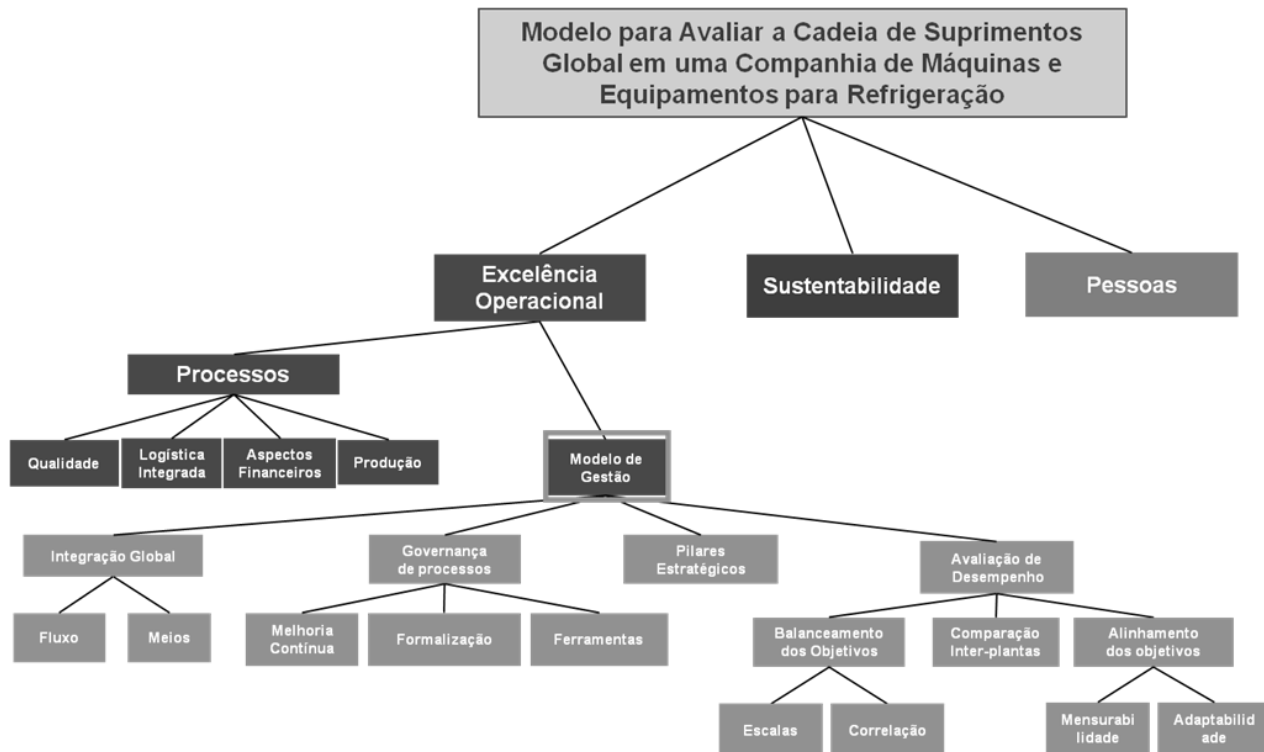 Modelo para Avaliar a Cadeia de Suprimentos
Global em uma Companhia de Máquinas e
Equipamentos para Refrigeração
Excelência
Operacional
Sustentabilidade
Pessoas
Processos
Qualidade
Logística
Integrada
Aspectos
Financeiros
Produção
Modelo de
Gestão
Integração Global
Governança
de processos
Pilares
Estratégicos
Avaliação de
Desempenho
Fluxo
Meios
Melhoria
Contínua
Formalização
Ferramentas
Balanceamento
dos Objetivos
Comparação
Inter-plantas
Alinhamento
dos objetivos
Escalas
Correlação
Mensurabi
lidade
Adaptabilid
ade